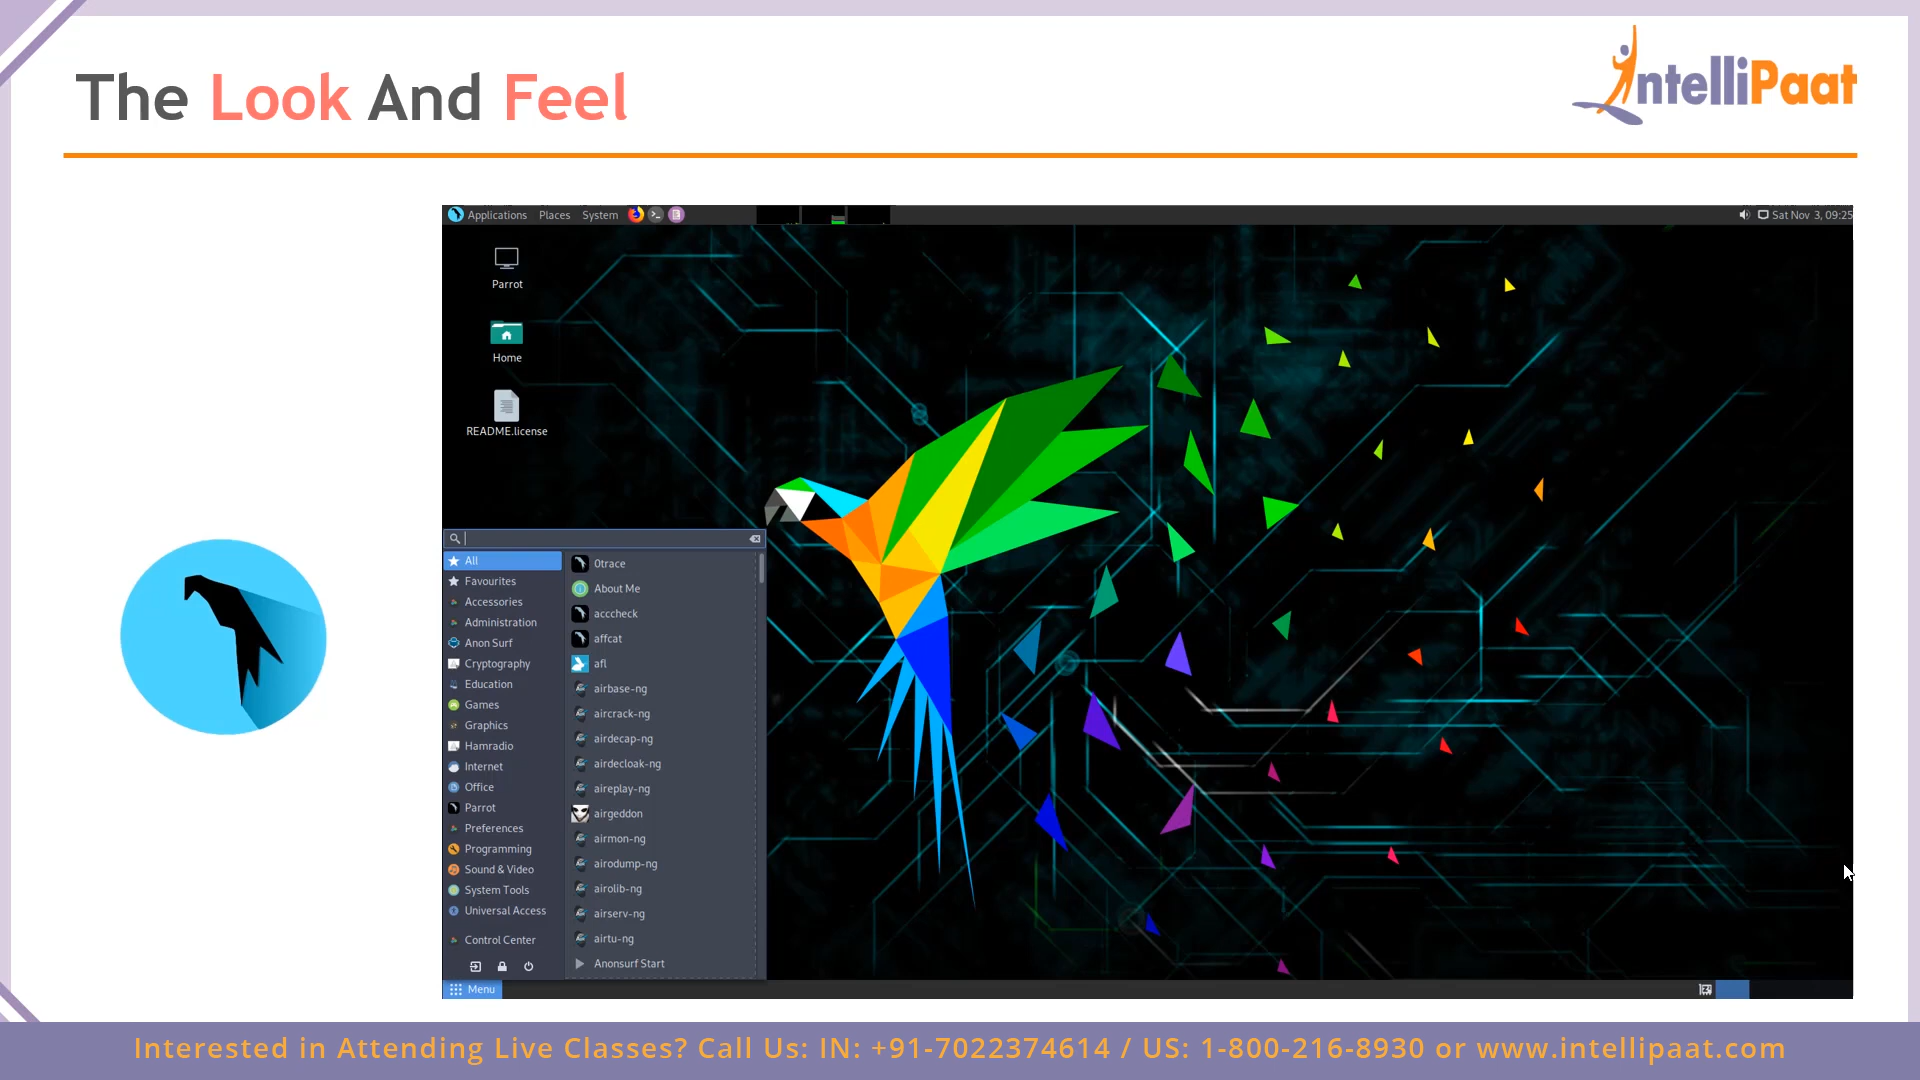 The Look And Feel
IntelliPaat
Applications Places System
Sat Nov 3, 09:25
Parrot
Home
README.license
All
Favourites
Accessories
Administration
Anon Surf
Cryptography
Education
Games
Graphics
Hamradio
Internet
Office
Parrot
Preferences
Programming
Sound & Video
System Tools
Universal Access
Control Center
0trace
About Me
acccheck
affcat
afl
airbase-ng
aircrack-ng
airdecap-ng
airdecloak-ng
aireplay-ng
airgeddon
airmon-ng
airodump-ng
airolib-ng
airserv-ng
airtu-ng
Anonsurf Start
Menu
Interested in Attending Live Classes? Call Us: IN: +91-7022374614 / US: 1-800-216-8930 or www.intellipaat.com